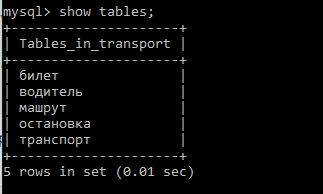 mysql> show tables;
+---------------------+
| Tables_in_transport |
+---------------------+
| билет               |
| водитель            |
| машрут              |
| остановка           |
| транспорт           |
+---------------------+
5 rows in set (0.01 sec)